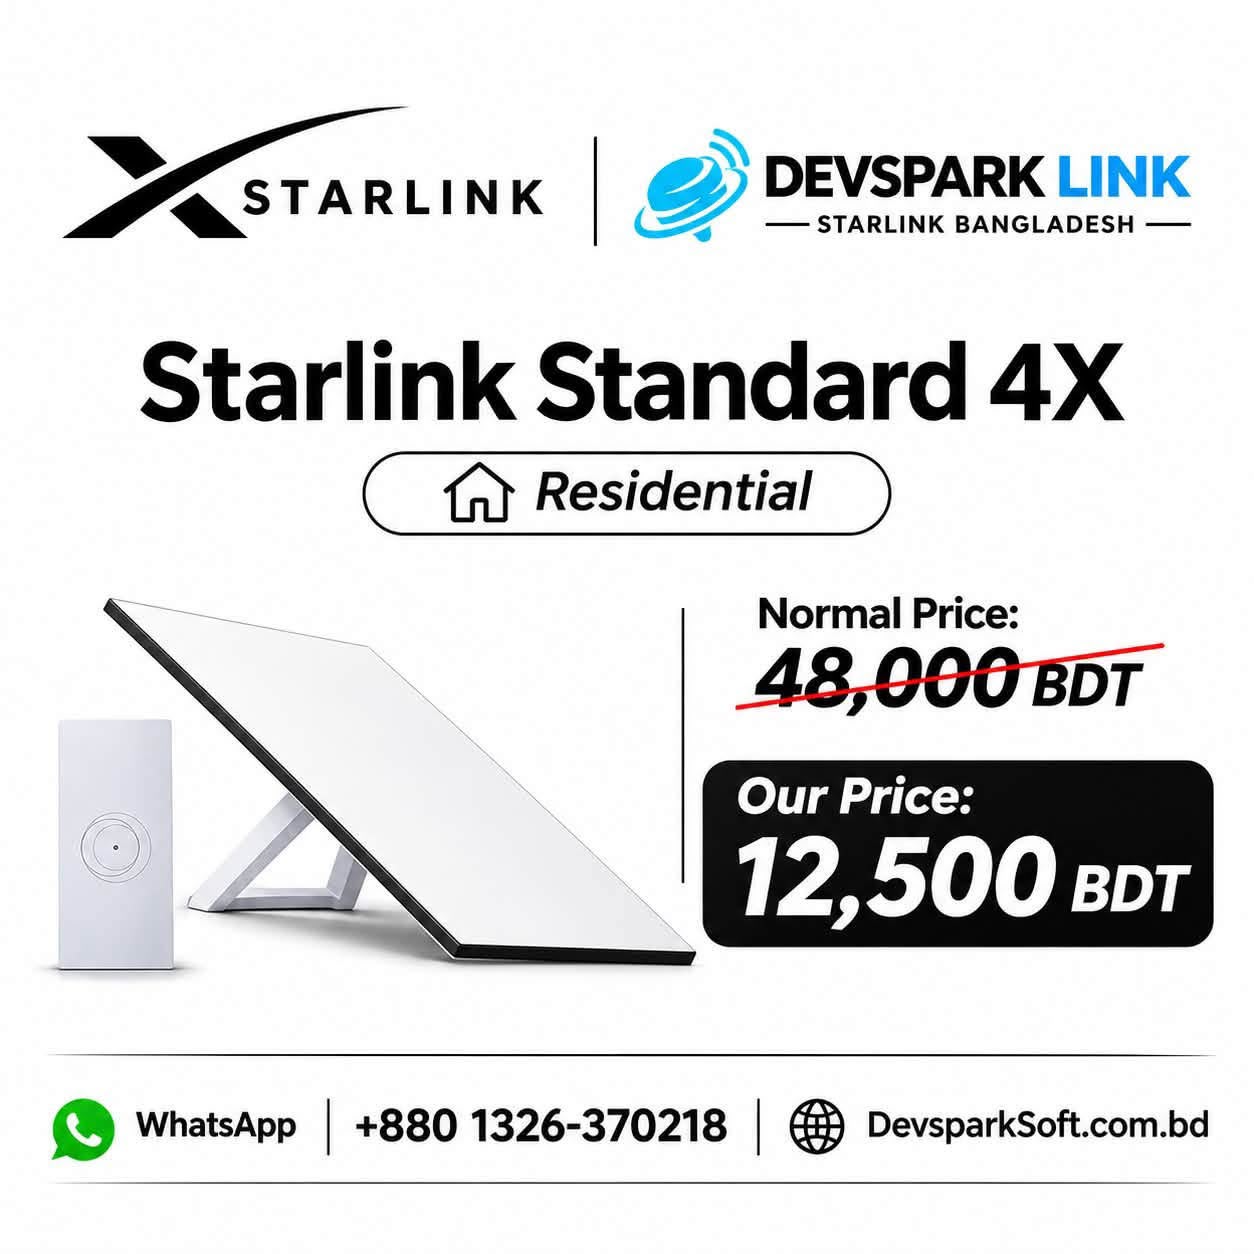 STARLINK
DEVSPARK LINK
STARLINK BANGLADESH
Starlink Standard 4X
Residential
Normal Price:
48,000 BDT
Our Price:
12,500 BDT
WhatsApp
+880 1326-370218
DevsparkSoft.com.bd